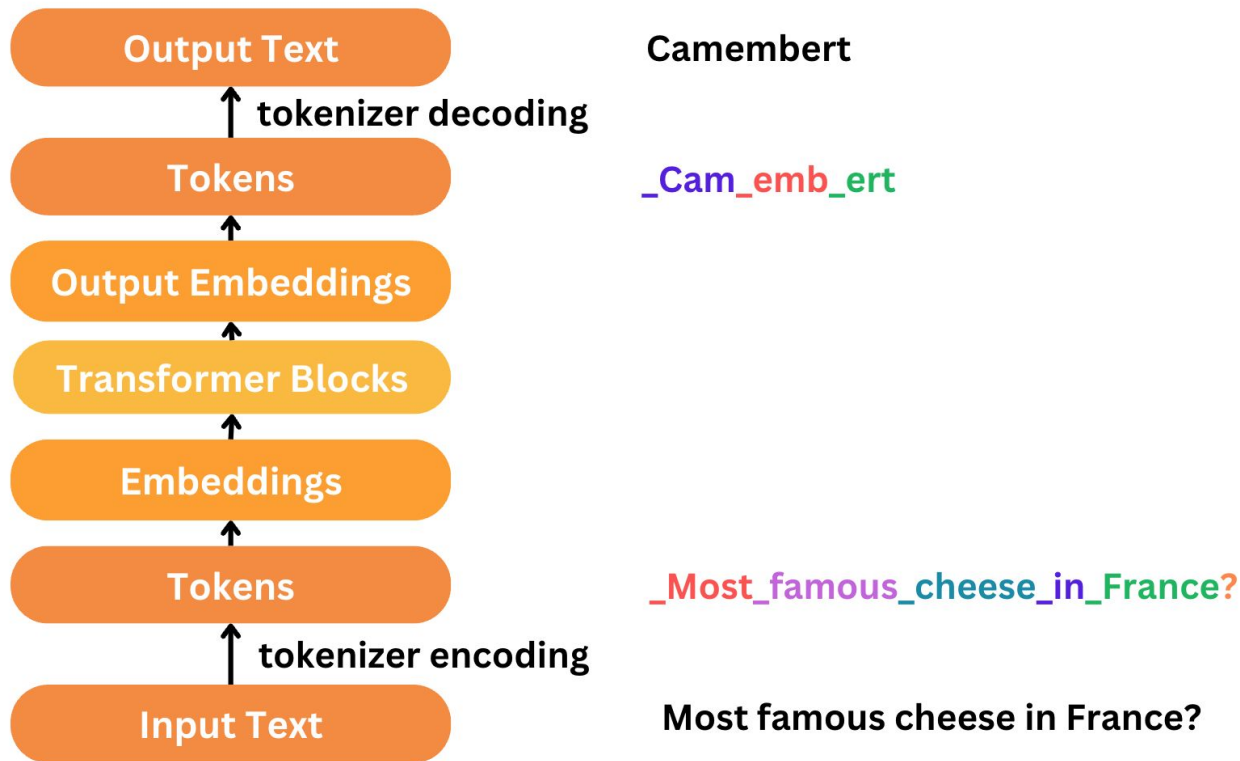 Output Text
Camembert
tokenizer decoding
Tokens
_Cam_emb_ert
Output Embeddings
Transformer Blocks
Embeddings
Tokens
_Most_famous_cheese_in_France?
tokenizer encoding
Input Text
Most famous cheese in France?